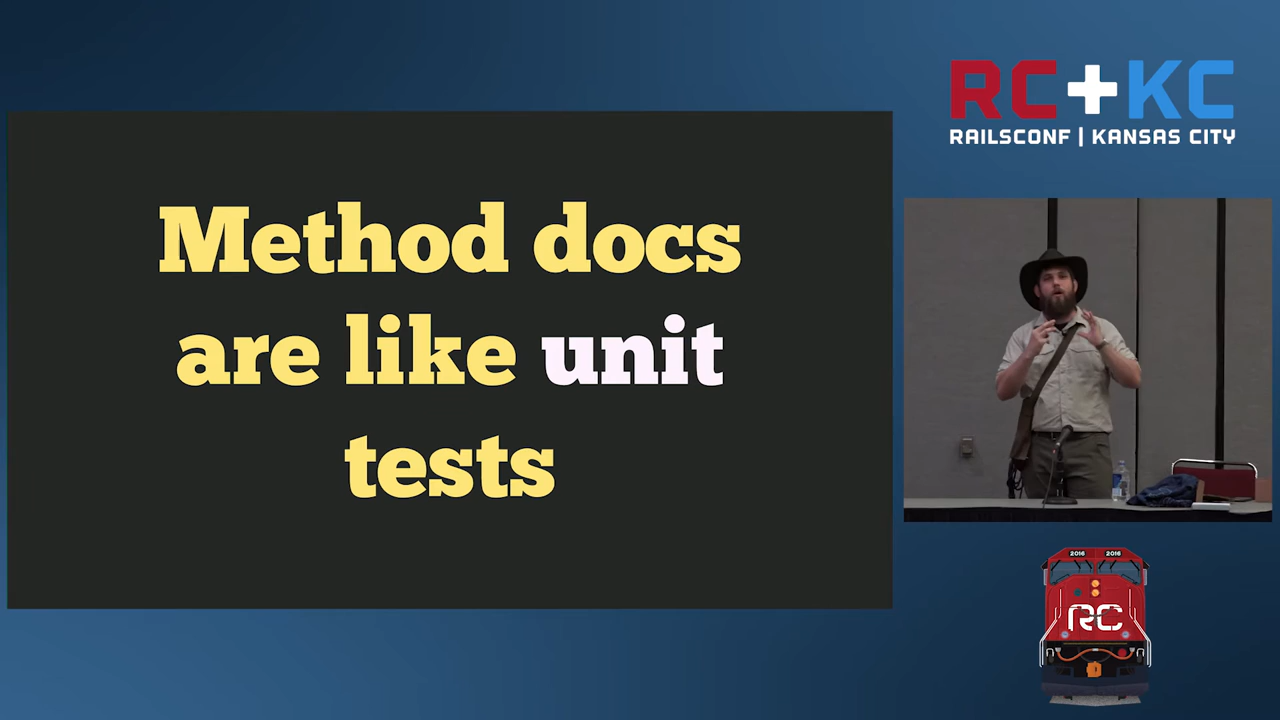 Method docs
are like unit
tests
RC+KC
RAILSCONF | KANSAS CITY
2016 2016
RC